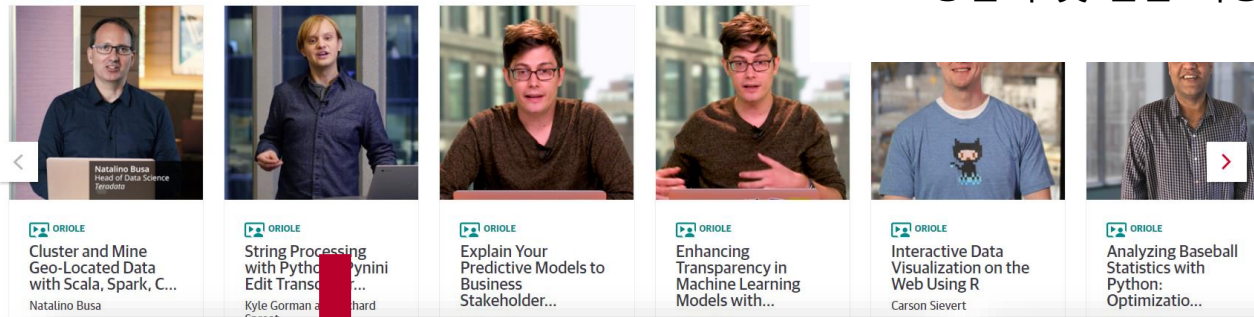 Natalino Busa
Head of Data Science
Teradata
ORIOLE
Cluster and Mine
Geo-Located Data
with Scala, Spark, C...
Natalino Busa
ORIOLE
String Processing
with Pynini
Edit
Kyle Gorman
ORIOLE
Explain Your
Predictive Models to
Business
Stakeholder...
ORIOLE
Enhancing
Transparency in
Machine Learning
Models with...
ORIOLE
Interactive Data
Visualization on the
Web Using R
Carson Sievert
ORIOLE
Analyzing Baseball
Statistics with
Python:
Optimizatio...